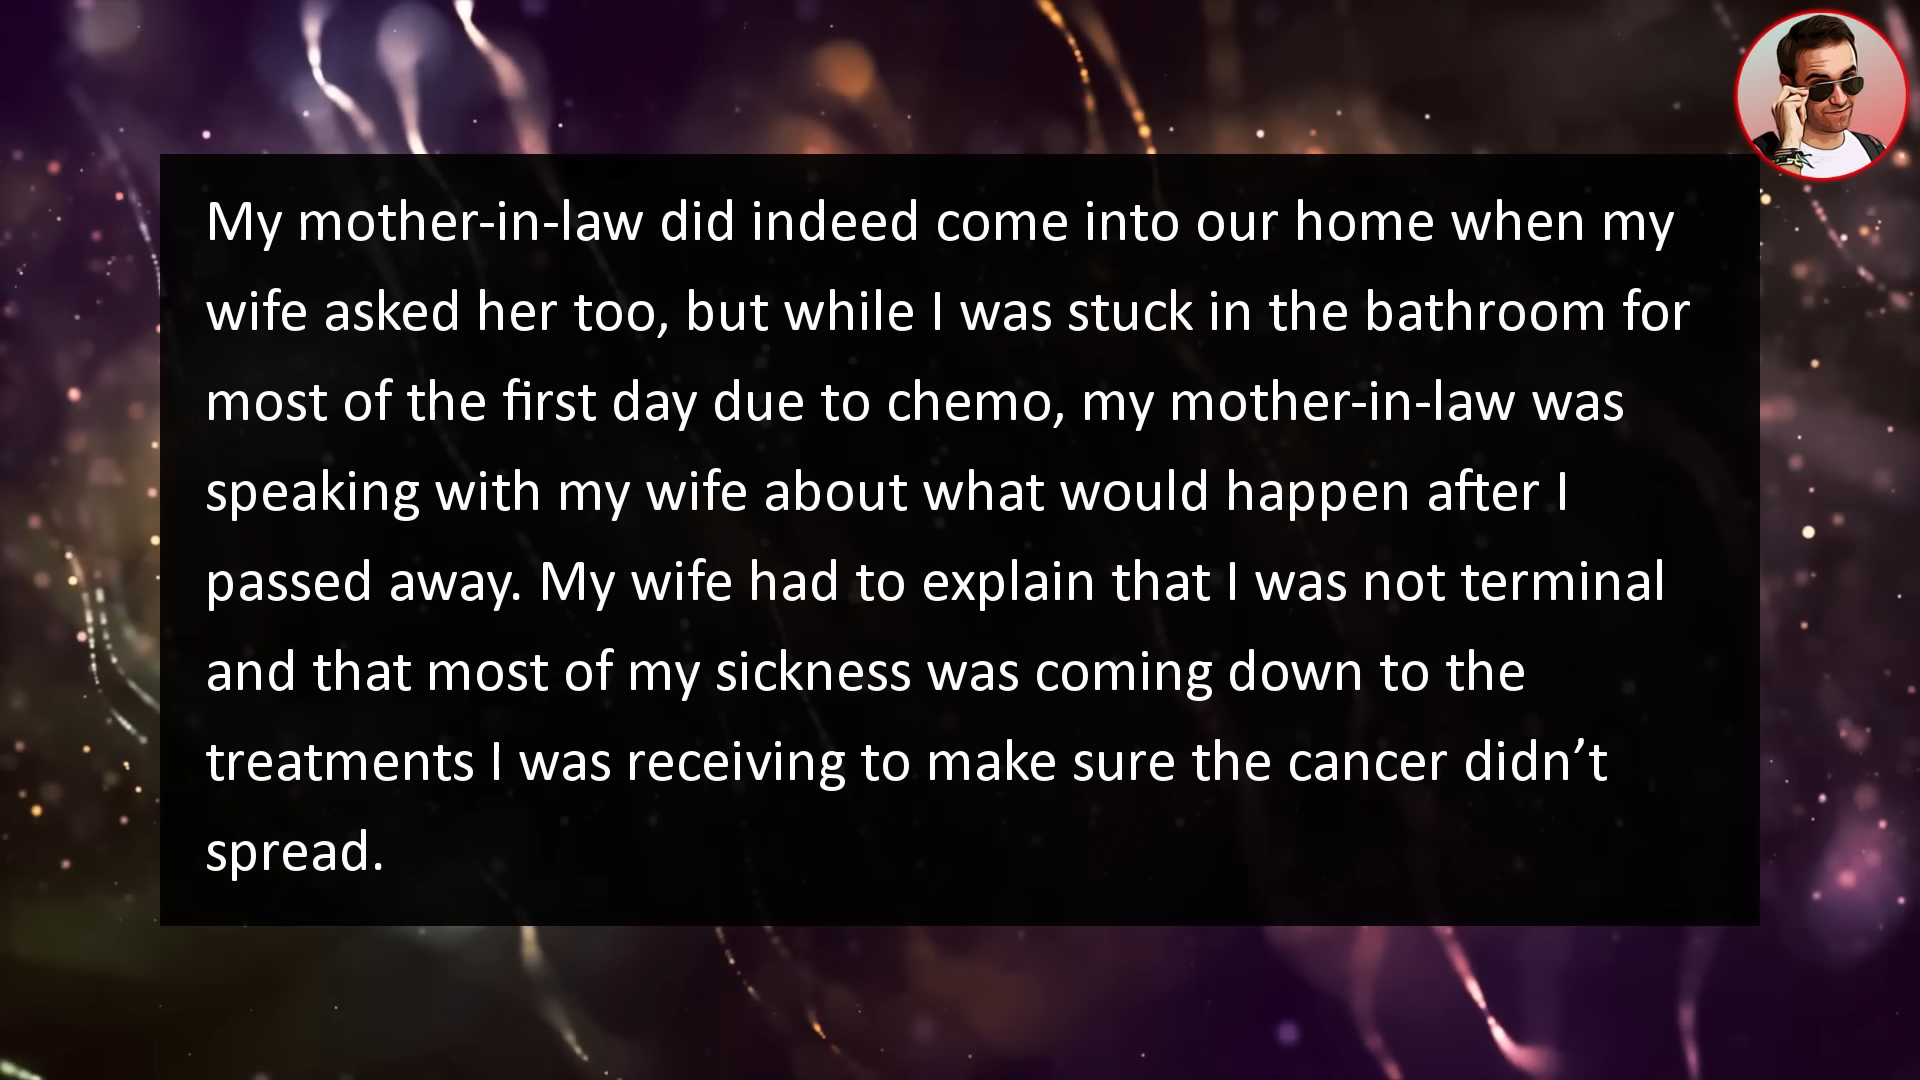 My mother-in-law did indeed come into our home when my
wife asked her too, but while I was stuck in the bathroom for
most of the first day due to chemo, my mother-in-law was
speaking with my wife about what would happen after I
passed away. My wife had to explain that I was not terminal
and that most of my sickness was coming down to the
treatments I was receiving to make sure the cancer didn’t
spread.